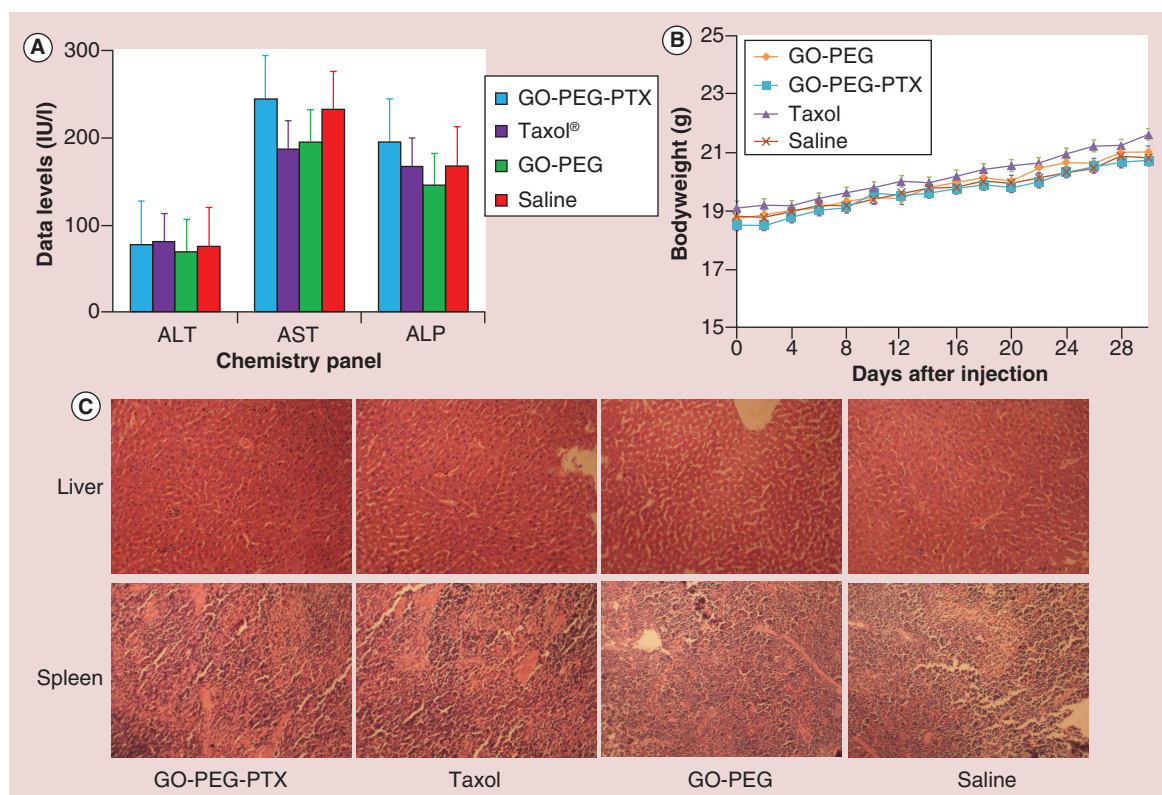 A
Data levels (IU/l)
300
200
100
0
ALT AST ALP
Chemistry panel
GO-PEG-PTX
Taxol®
GO-PEG
Saline
B
Bodyweight (g)
25
23
21
19
17
15
0 4 8 12 16 20 24 28
Days after injection
GO-PEG
GO-PEG-PTX
Taxol
Saline
C
Liver
Spleen
GO-PEG-PTX Taxol GO-PEG Saline